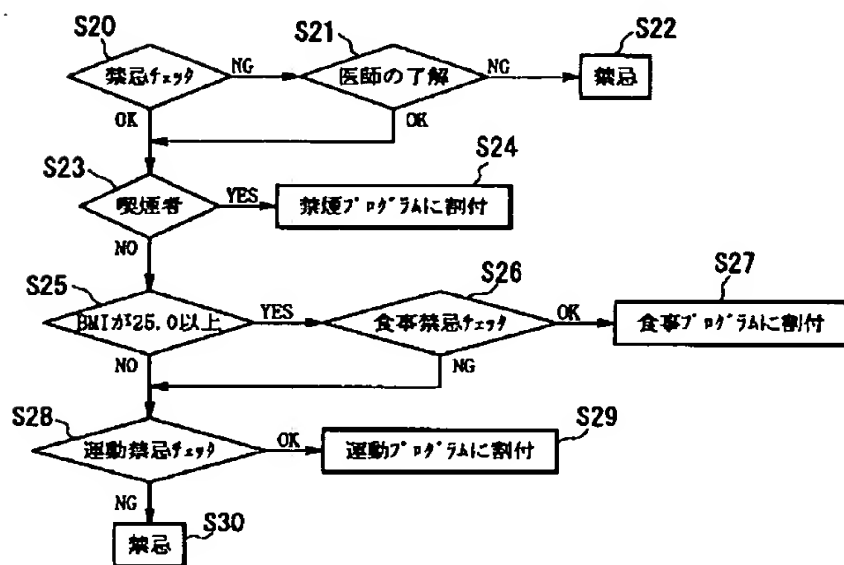 S20
S21
S22
禁忌チェック
NG
医師の了解
NG
禁忌
OK
OK
S23
S24
喫煙者
YES
禁煙プログラムに割付
NO
S25
S26
S27
BMIが25.0以上
YES
食事禁忌チェック
OK
食事プログラムに割付
NO
NG
S28
S29
運動禁忌チェック
OK
運動プログラムに割付
NG
S30
禁忌